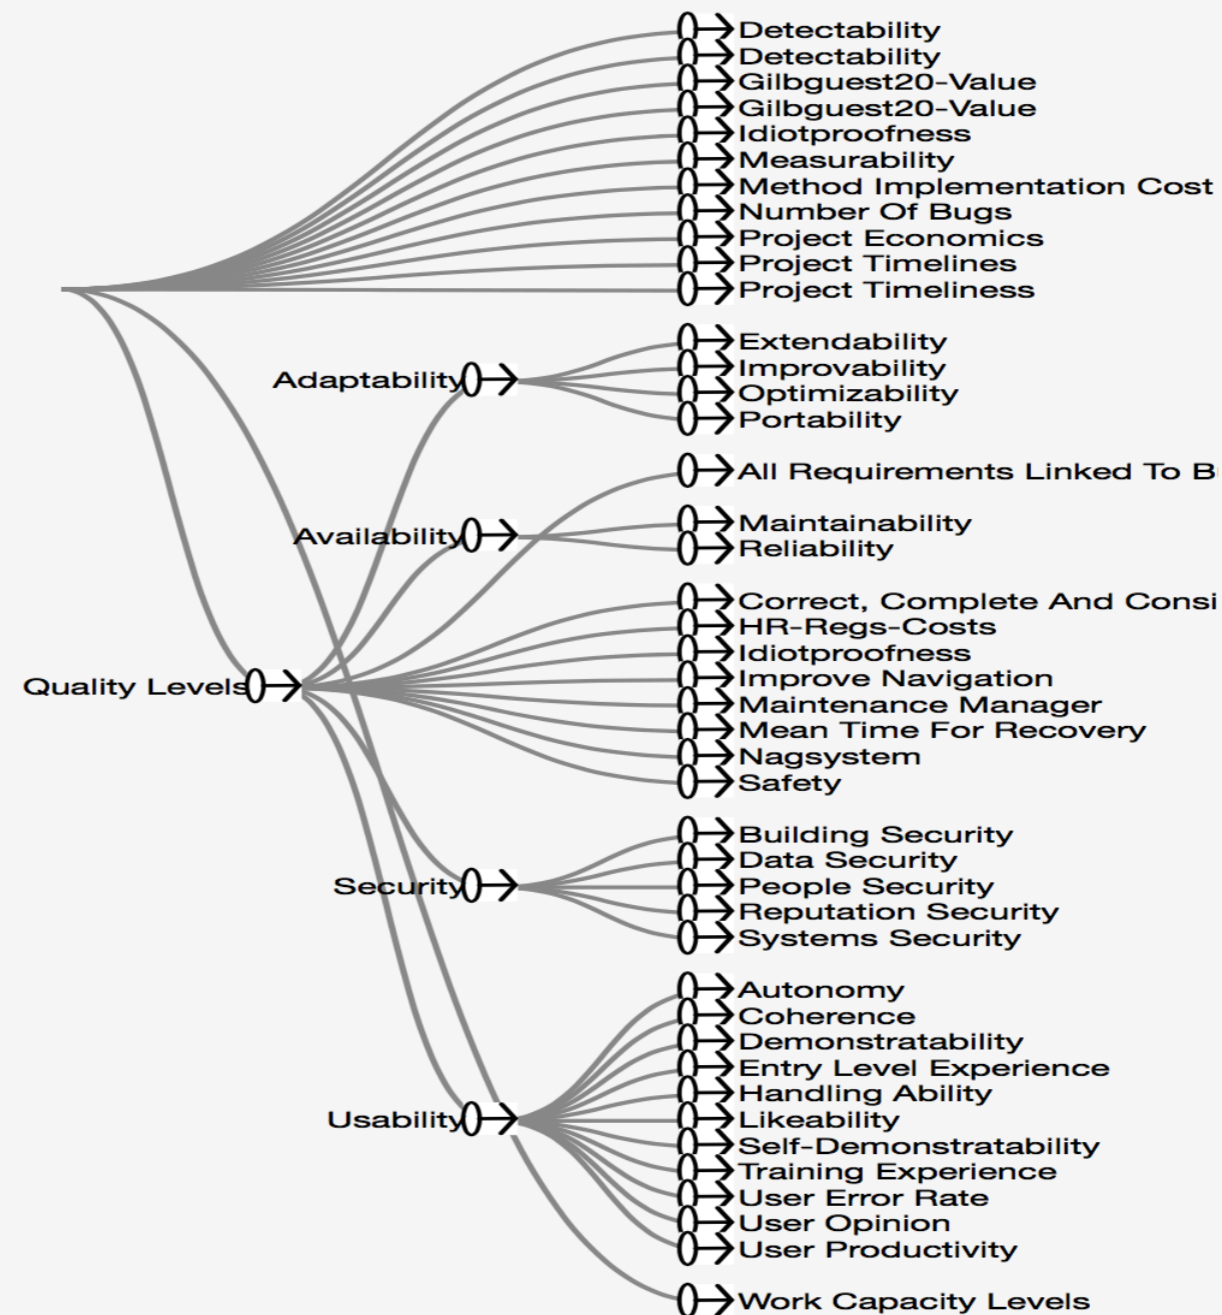 Detectability
Detectability
Gilbguest20-Value
Gilbguest20-Value
Idiotproofness
Measurability
Method Implementation Cost
Number Of Bugs
Project Economics
Project Timelines
Project Timeliness
Extendability
Adaptability
Improvability
Optimizability
Portability
All Requirements Linked To
Availability
Maintainability
Reliability
Correct, Complete And
HR-Regs-Costs
Idiotproofness
Quality Levels
Improve Navigation
Maintenance Manager
Mean Time For Recovery
Nagsystem
Safety
Building Security
Data Security
Security
People Security
Reputation Security
Systems Security
Autonomy
Coherence
Demonstratability
Entry Level Experience
Handling Ability
Usability
Likeability
Self-Demonstratability
Training Experience
User Error Rate
User Opinion
User Productivity
Work Capacity Levels